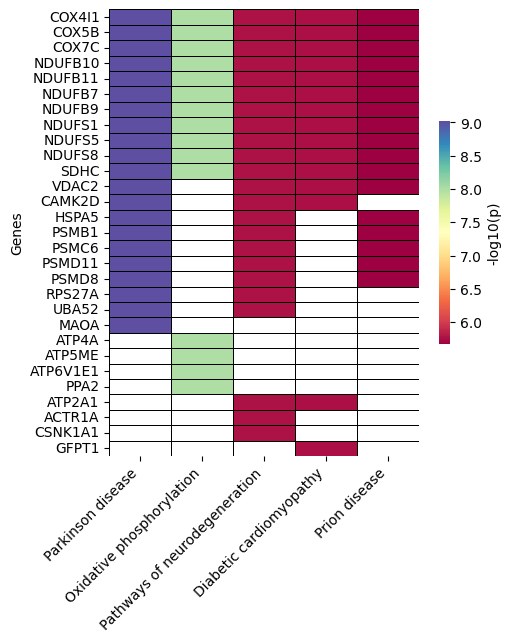 COX4I1
COX5B
COX7C
NDUFB10
NDUFB11
NDUFB7
NDUFB9
NDUFS1
NDUFS5
NDUFS8
SDHC
VDAC2
CAMK2D
HSPA5
PSMB1
PSMC6
PSMD11
PSMD8
RPS27A
UBA52
MAOA
ATP4A
ATP5ME
ATP6V1E1
PPA2
ATP2A1
ACTR1A
CSNK1A1
GFPT1
Genes
Parkinson disease
Oxidative phosphorylation
Pathways of neurodegeneration
Diabetic cardiomyopathy
Prion disease
9.0
8.5
8.0
7.5
7.0
6.5
6.0
-log10(p)